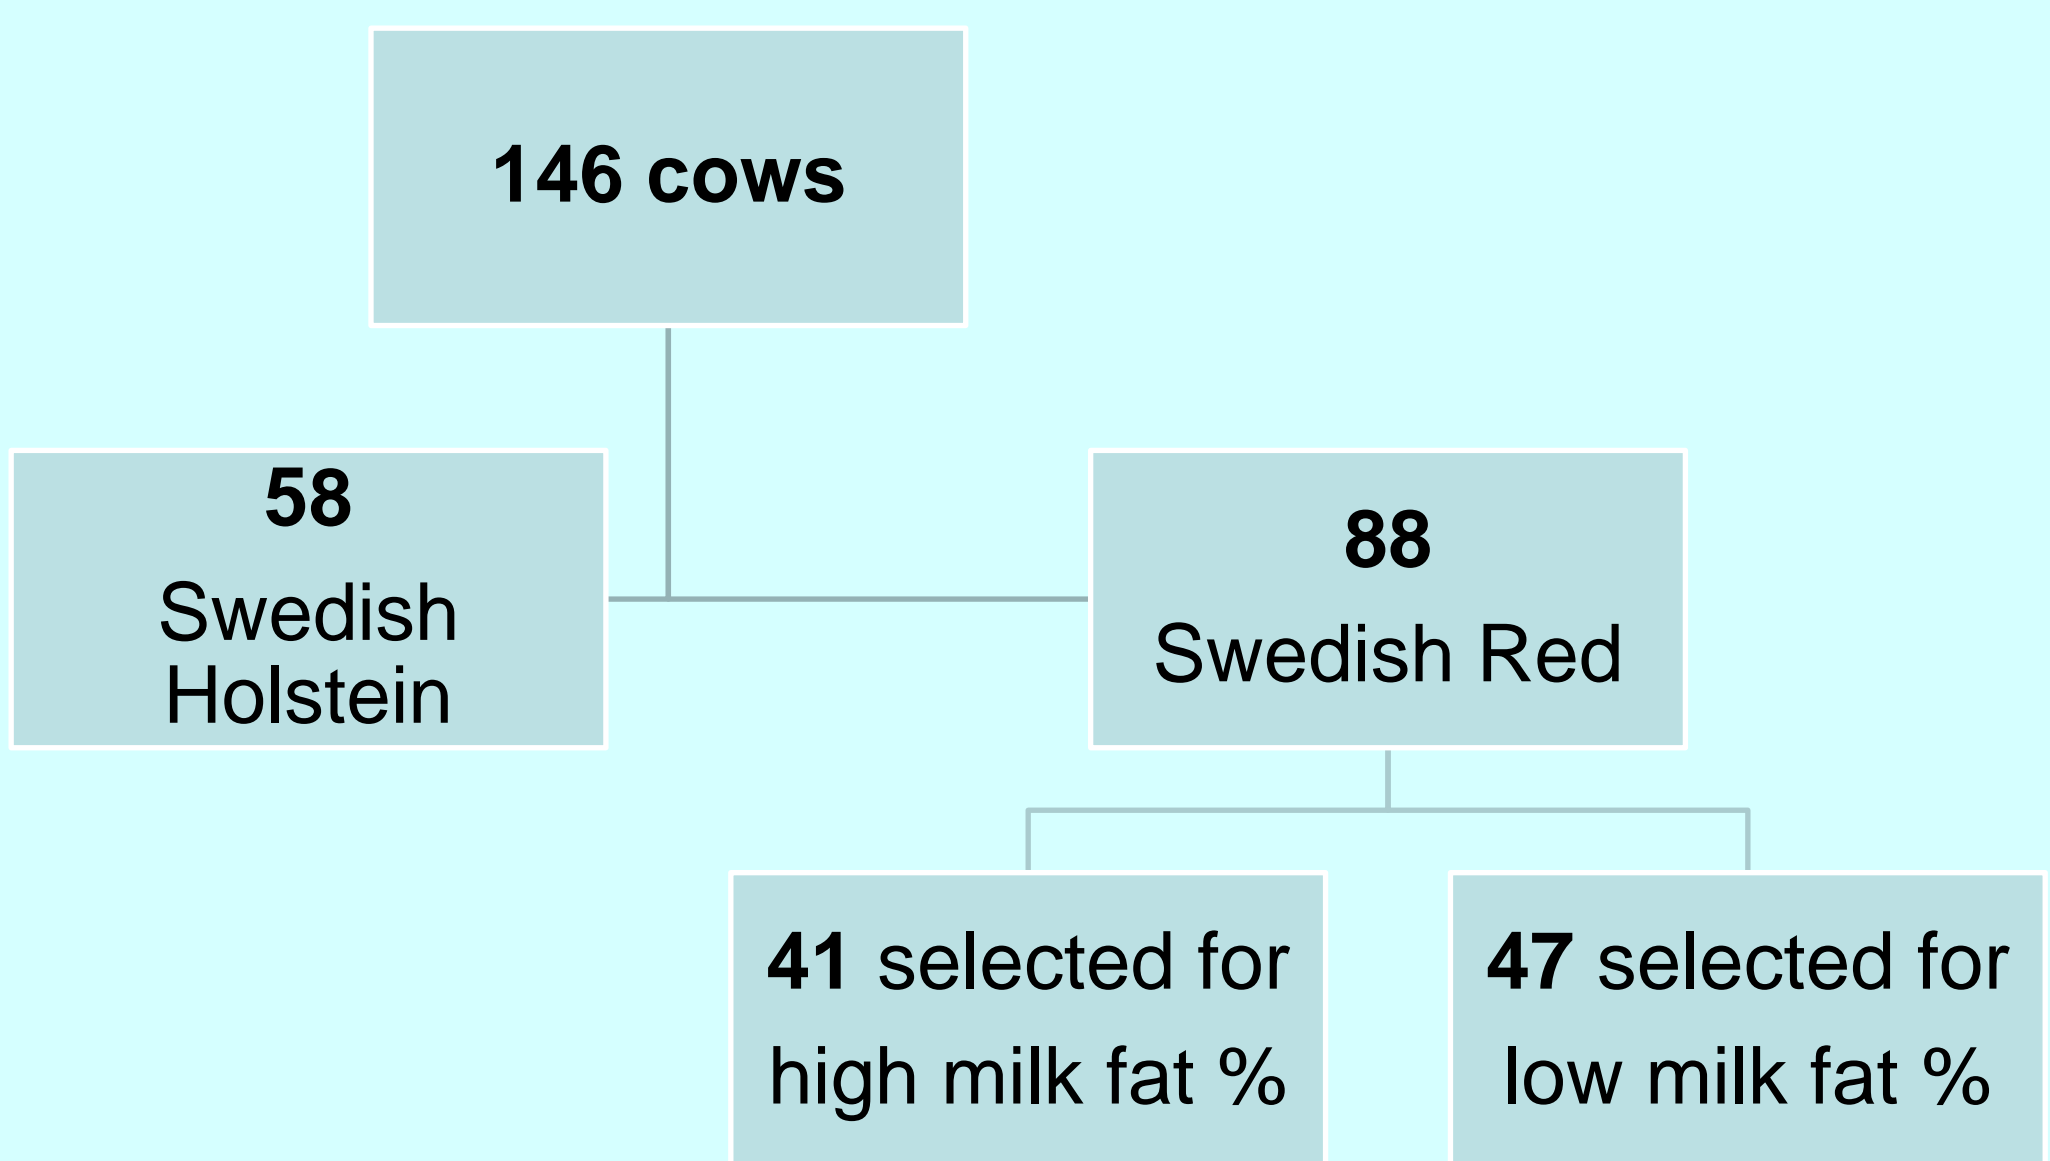 146 cows
58
Swedish
Holstein
88
Swedish Red
41 selected for
high milk fat %
47 selected for
low milk fat %